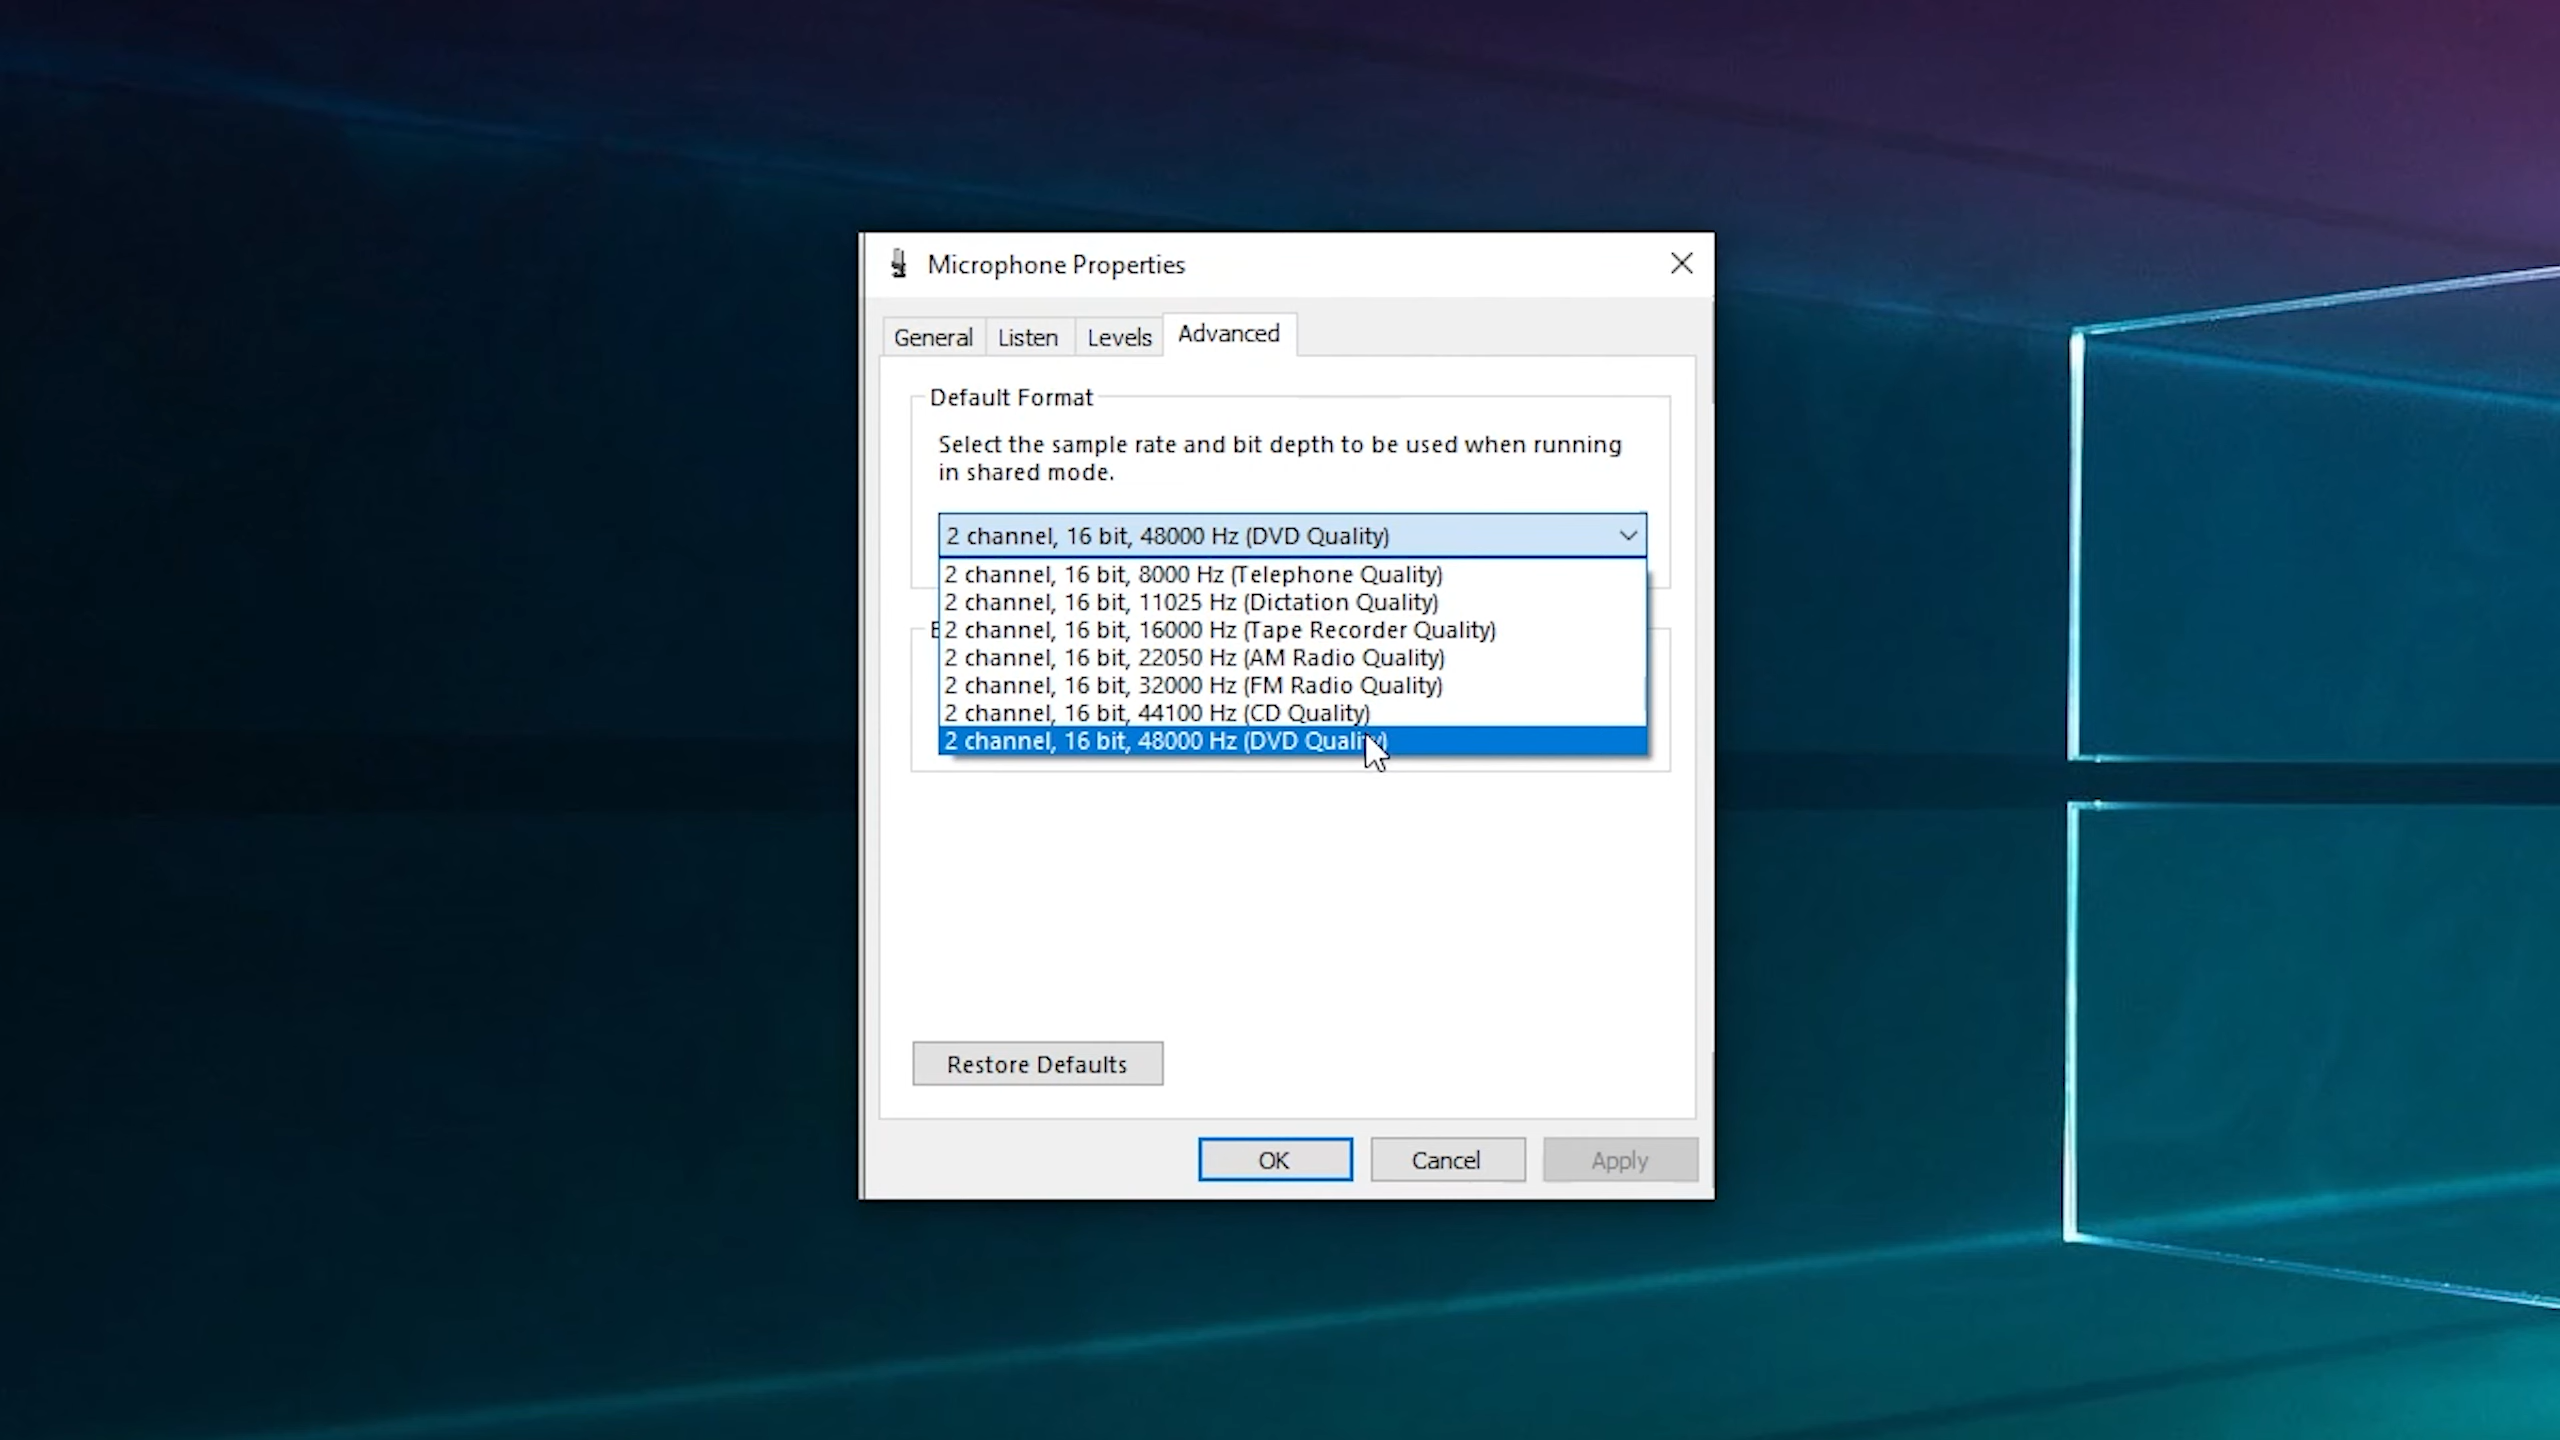 Microphone Properties
General
Listen
Levels
Advanced
Default Format
Select the sample rate and bit depth to be used when running
in shared mode.
2 channel, 16 bit, 48000 Hz (DVD Quality)
2 channel, 16 bit, 8000 Hz (Telephone Quality)
2 channel, 16 bit, 11025 Hz (Dictation Quality)
2 channel, 16 bit, 16000 Hz (Tape Recorder Quality)
2 channel, 16 bit, 22050 Hz (AM Radio Quality)
2 channel, 16 bit, 32000 Hz (FM Radio Quality)
2 channel, 16 bit, 44100 Hz (CD Quality)
2 channel, 16 bit, 48000 Hz (DVD Quality)
Restore Defaults
OK
Cancel
Apply